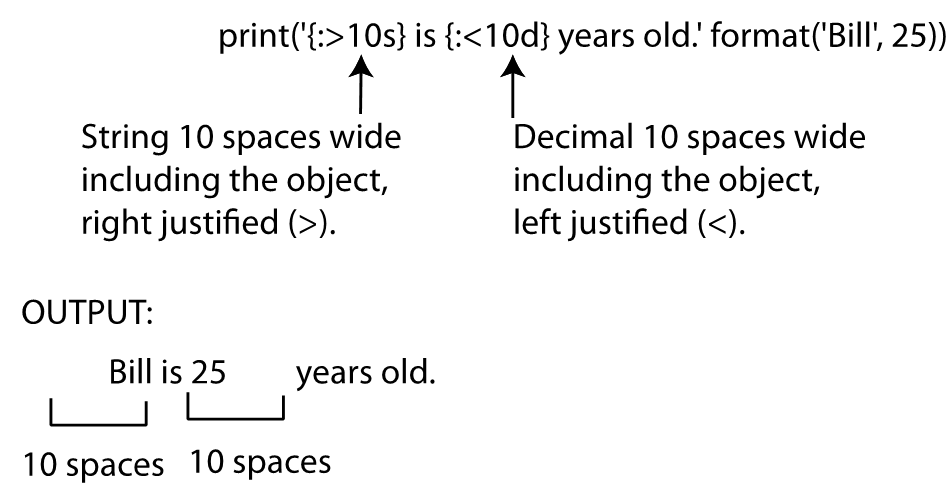 print('{:>10s} is {:<10d} years old.' format('Bill', 25))
String 10 spaces wide
including the object,
right justified (>).
Decimal 10 spaces wide
including the object,
left justified (<).
OUTPUT:
Bill is 25 years old.
10 spaces 10 spaces